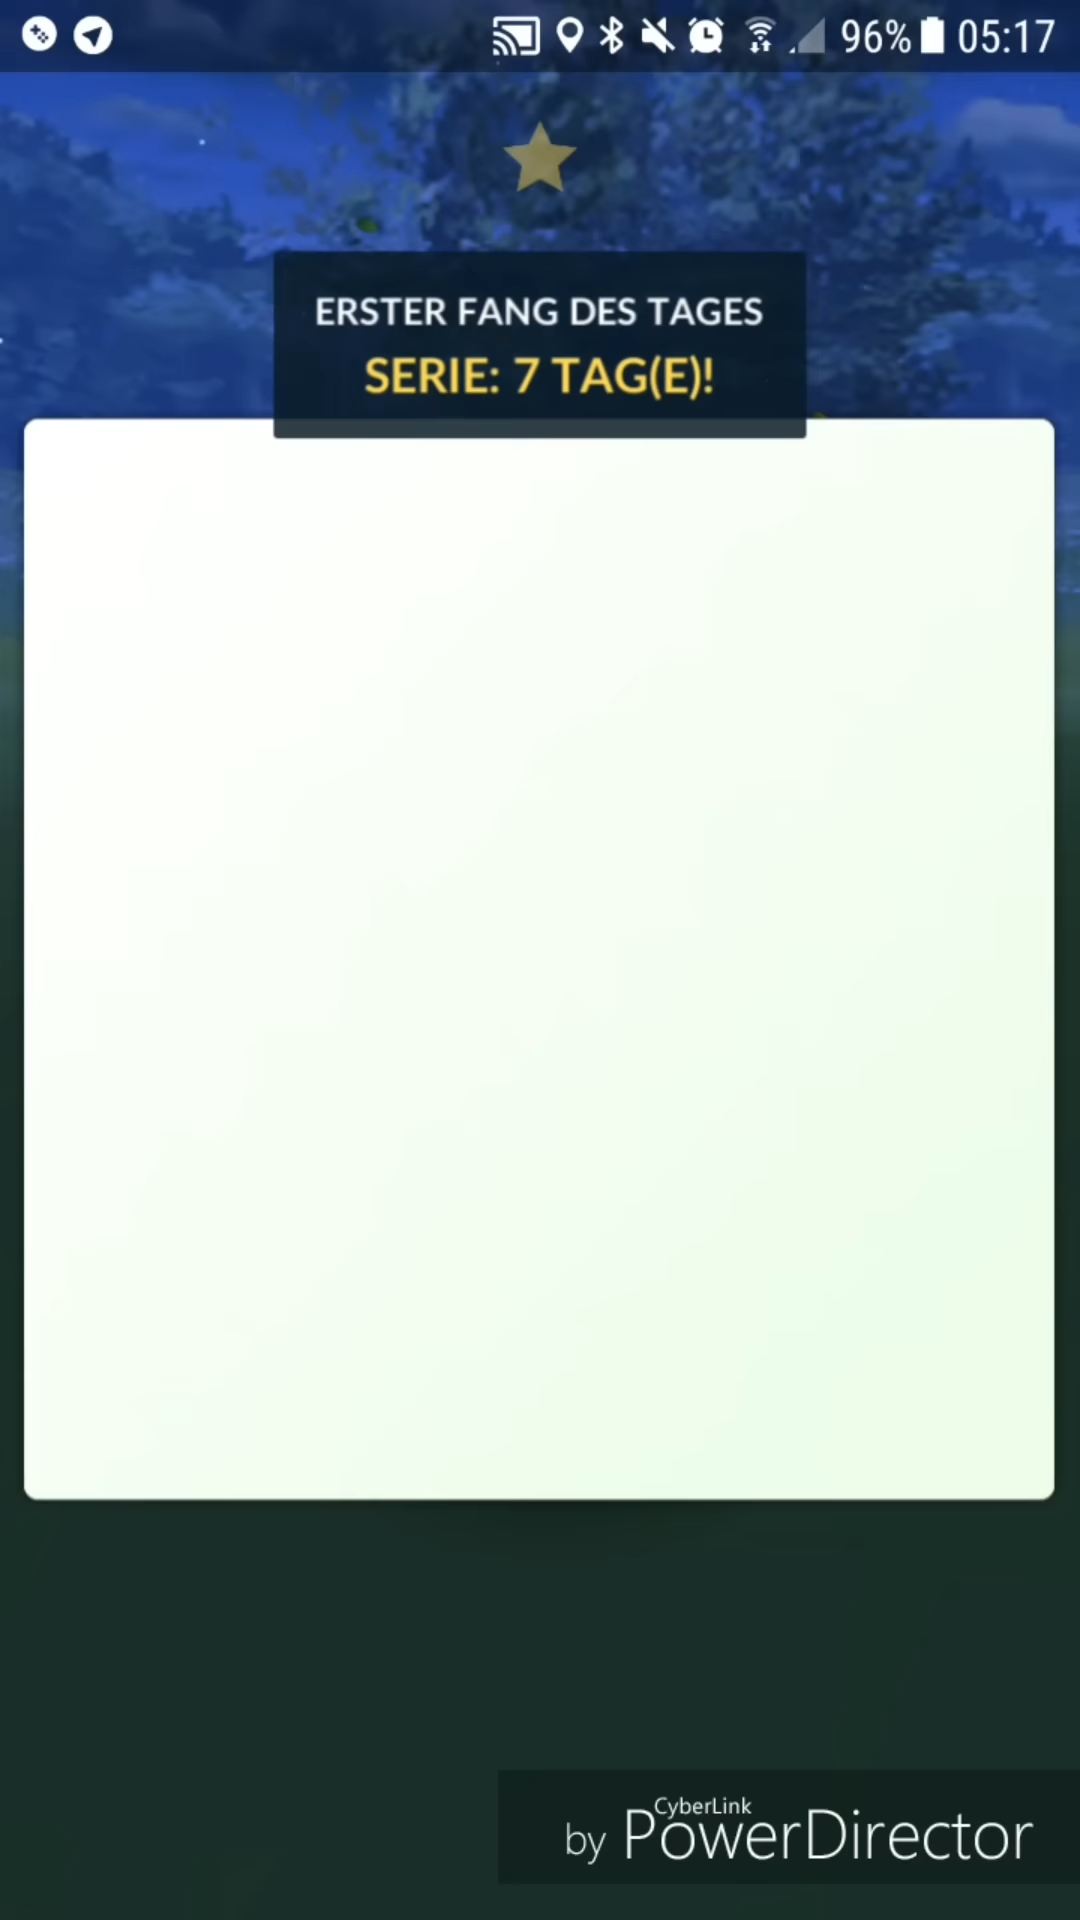 96% 05:17
ERSTER FANG DES TAGES
SERIE: 7 TAG(E)!
by CyberLink PowerDirector